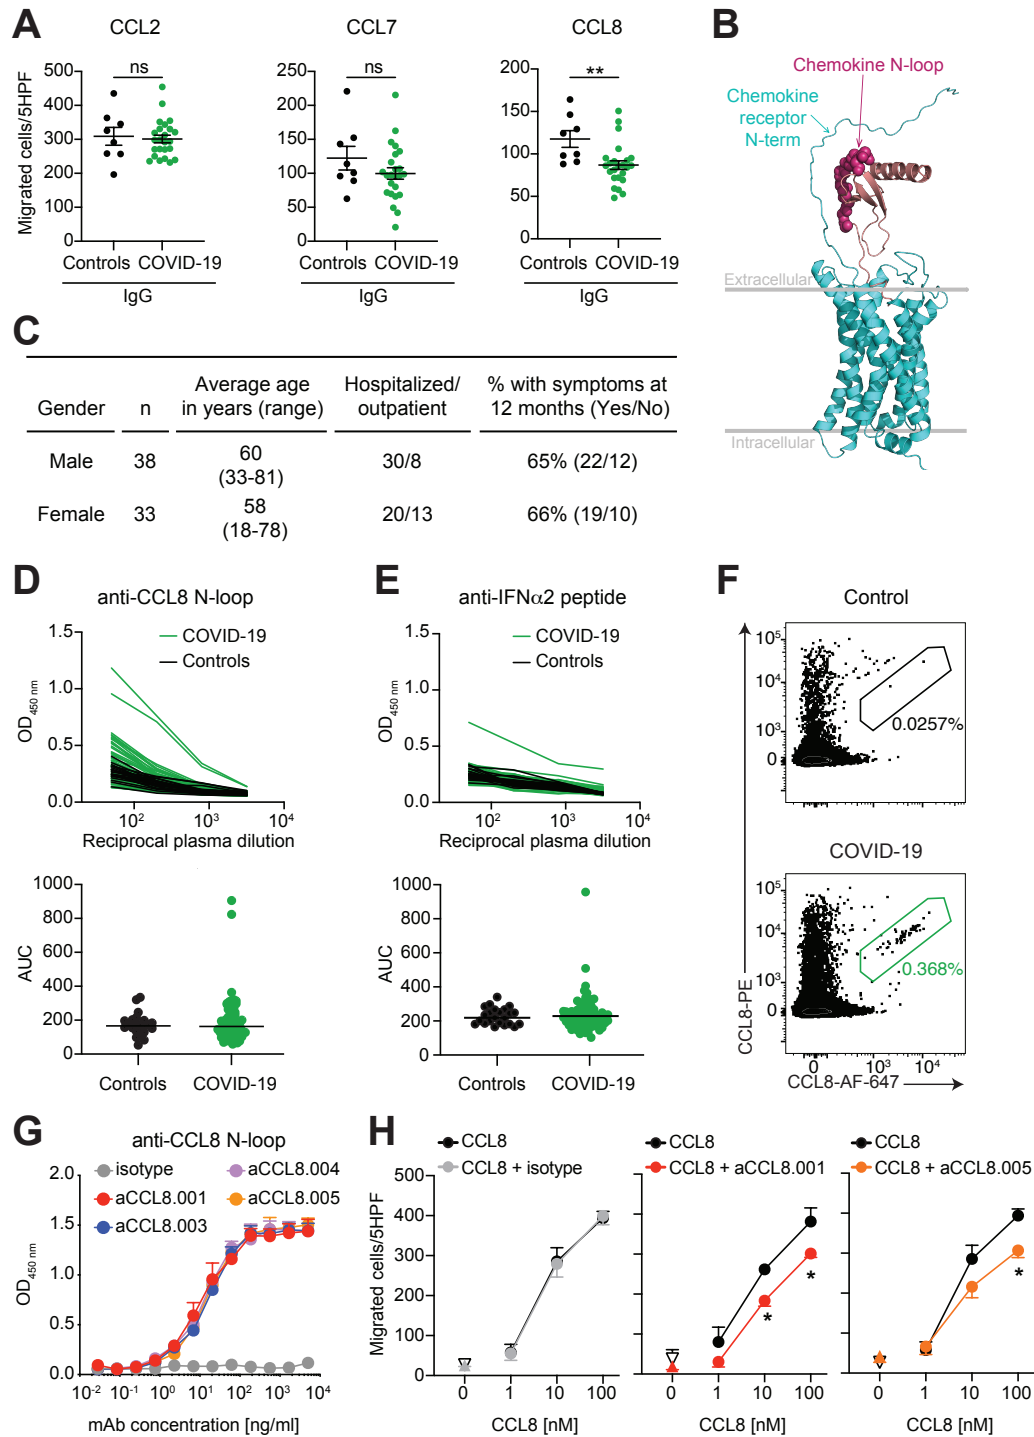 A
CCL2
CCL7
CCL8
Migrated cells/5HPF
500
400
300
200
100
0
ns
Controls COVID-19
IgG
250
200
150
100
50
0
ns
Controls COVID-19
IgG
200
150
100
50
0
**
Controls COVID-19
IgG
B
Chemokine N-loop
Chemokine
receptor
N-term
Extracellular
Intracellular
C
Gender n Average age in years (range) Hospitalized/ outpatient % with symptoms at 12 months (Yes/No)
Male 38 60 (33-81) 30/8 65% (22/12)
Female 33 58 (18-78) 20/13 66% (19/10)
D
anti-CCL8 N-loop
COVID-19
Controls
OD450 nm
1.5
1.0
0.5
0.0
10² 10³ 10⁴
Reciprocal plasma dilution
AUC
1000
800
600
400
200
0
Controls COVID-19
E
anti-IFNα2 peptide
COVID-19
Controls
OD450 nm
1.5
1.0
0.5
0.0
10² 10³ 10⁴
Reciprocal plasma dilution
AUC
1000
800
600
400
200
0
Controls COVID-19
F
Control
10⁵
10⁴
10³
0
0.0257%
COVID-19
10⁵
10⁴
10³
0
0.368%
0 10³ 10⁴
CCL8-PE
CCL8-AF-647
G
anti-CCL8 N-loop
isotype
aCCL8.001
aCCL8.003
aCCL8.004
aCCL8.005
OD450 nm
2.0
1.5
1.0
0.5
0.0
10⁻² 10⁻¹ 10⁰ 10¹ 10² 10³ 10⁴
mAb concentration [ng/ml]
H
CCL8
CCL8 + isotype
Migrated cells/5HPF
500
400
300
200
100
0
0 1 10 100
CCL8 [nM]
CCL8
CCL8 + aCCL8.001
*
*
0 1 10 100
CCL8 [nM]
CCL8
CCL8 + aCCL8.005
*
0 1 10 100
CCL8 [nM]